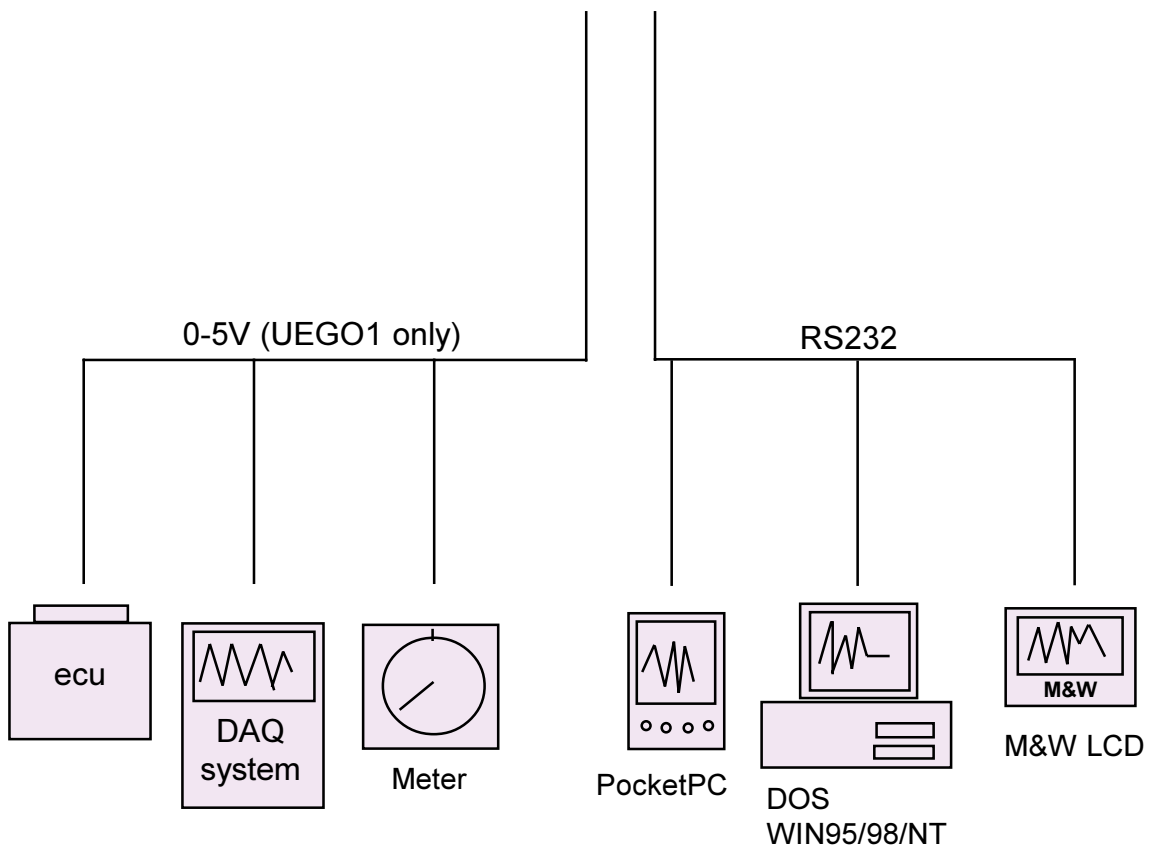 0-5V (UEGO1 only)
RS232
ecu
DAQ
system
Meter
PocketPC
DOS
WIN95/98/NT
M&W
M&W LCD